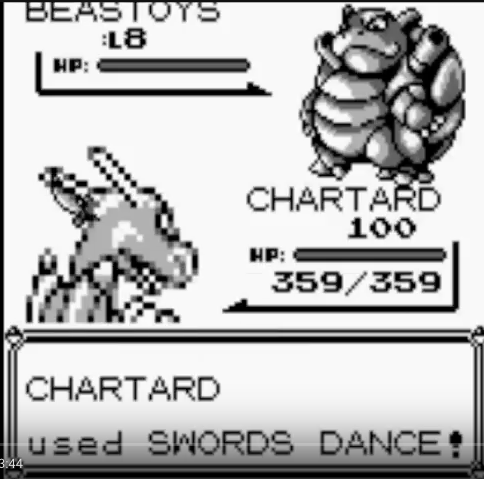 BEASTOYS
:L8
HP:
CHARTARD
100
HP:
359/359
CHARTARD
used SWORDS DANCE!
3:44